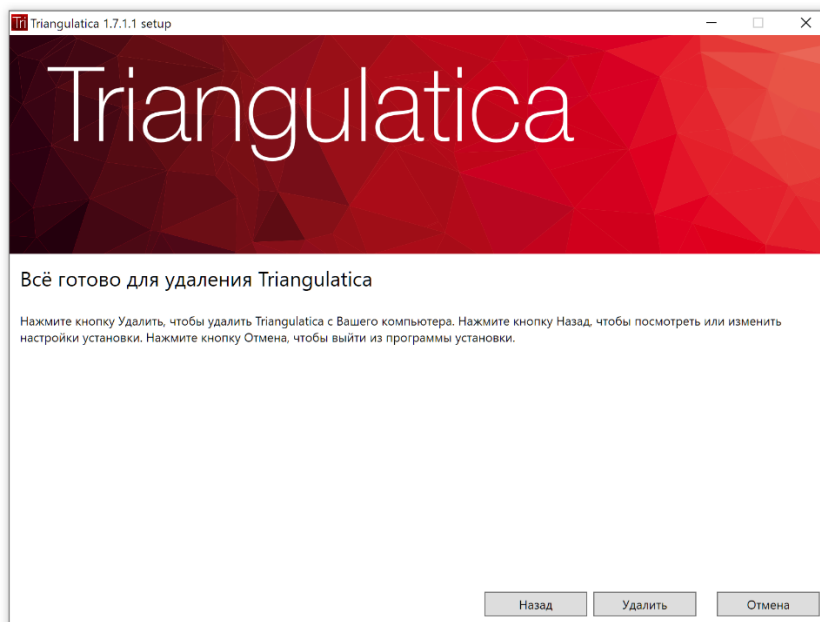 Tri Triangulatica 1.7.1.1 setup
Triangulatica
Всё готово для удаления Triangulatica
Нажмите кнопку Удалить, чтобы удалить Triangulatica с Вашего компьютера. Нажмите кнопку Назад, чтобы посмотреть или изменить
настройки установки. Нажмите кнопку Отмена, чтобы выйти из программы установки.
Назад Удалить Отмена